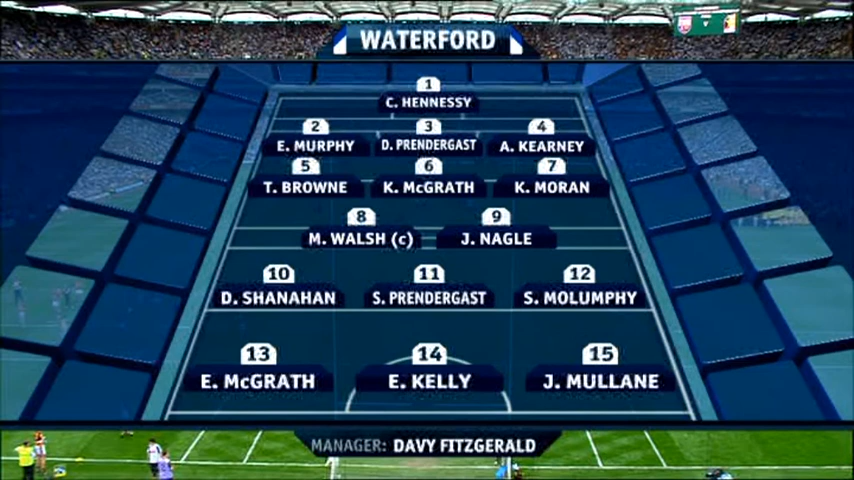 WATERFORD
1
C. HENNESSY
2 3 4
E. MURPHY D. PRENDERGAST A. KEARNEY
5 6 7
T. BROWNE K. McGRATH K. MORAN
8 9
M. WALSH (c) J. NAGLE
10 11 12
D. SHANAHAN S. PRENDERGAST S. MOLUMPHY
13 14 15
E. McGRATH E. KELLY J. MULLANE
MANAGER: DAVY FITZGERALD